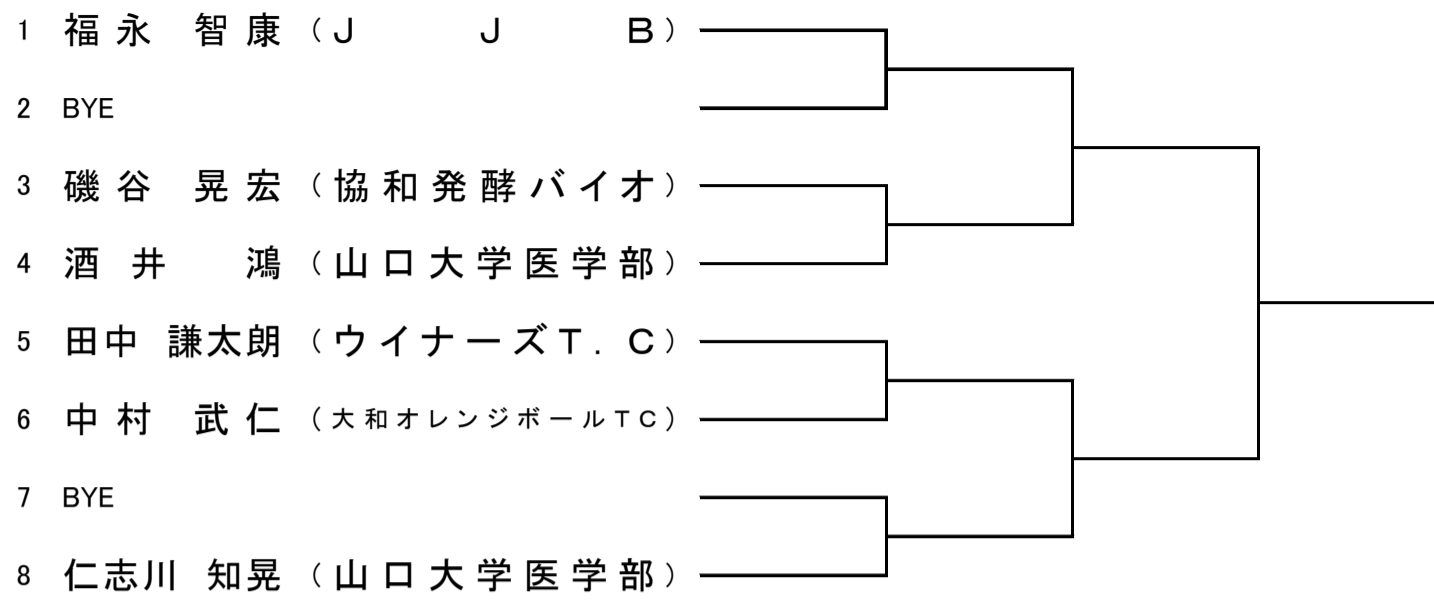 1 福永 智康 (J J B)
2 BYE
3 磯谷 晃宏 (協和発酵バイオ)
4 酒井 鴻 (山口大学医学部)
5 田中 謙太朗 (ウイナーズT.C)
6 中村 武仁 (大和オレンジボールTC)
7 BYE
8 仁志川 知晃 (山口大学医学部)